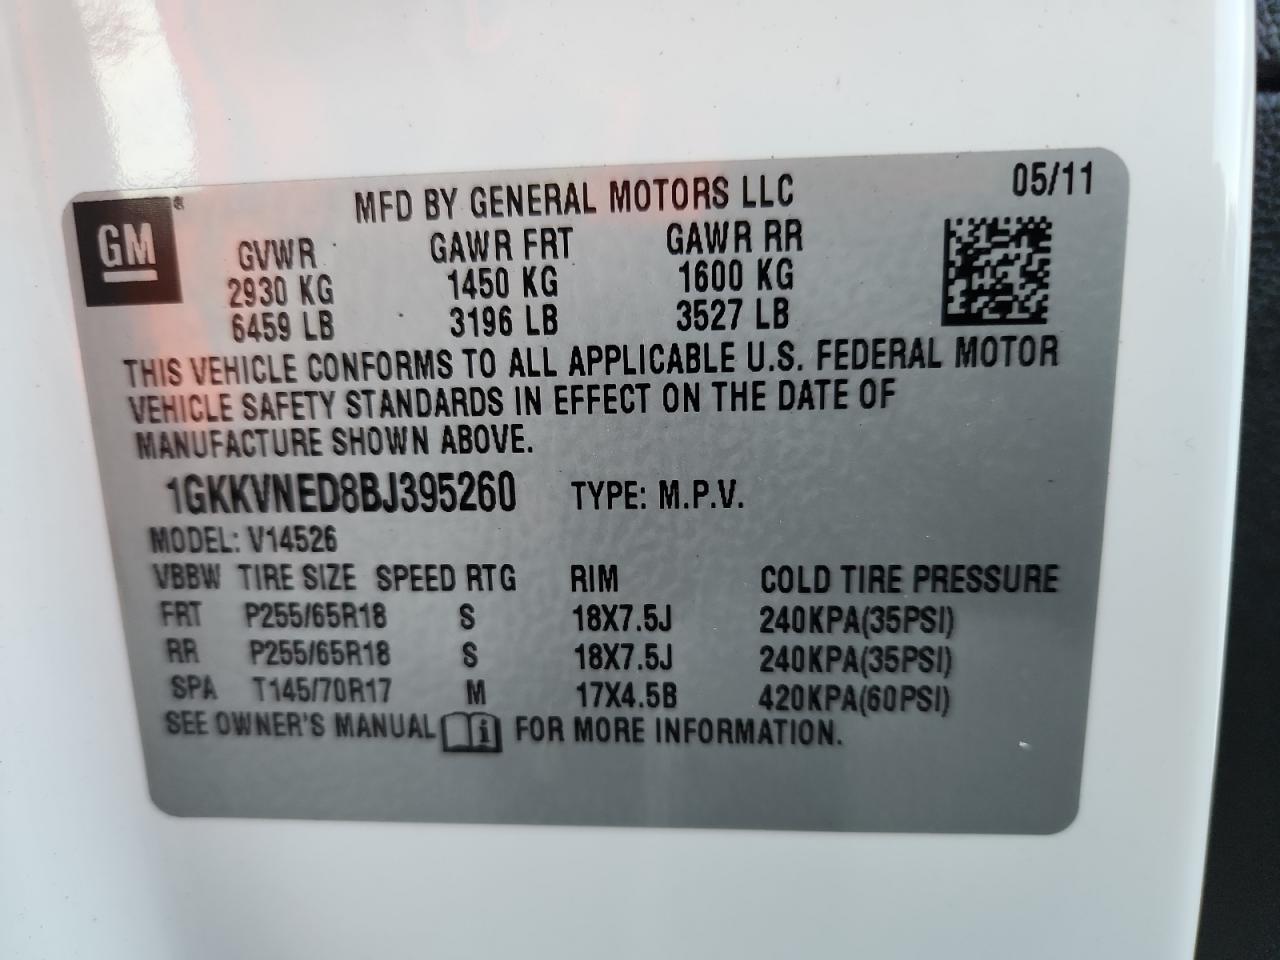 MFD BY GENERAL MOTORS LLC 05/11
GM®
GVWR GAWR FRT GAWR RR
2930 KG 1450 KG 1600 KG
6459 LB 3196 LB 3527 LB
THIS VEHICLE CONFORMS TO ALL APPLICABLE U.S. FEDERAL MOTOR
VEHICLE SAFETY STANDARDS IN EFFECT ON THE DATE OF
MANUFACTURE SHOWN ABOVE.
1GKKVNED8BJ395260 TYPE: M.P.V.
MODEL: V14526
VBBW TIRE SIZE SPEED RTG RIM COLD TIRE PRESSURE
FRT P255/65R18 S 18X7.5J 240KPA(35PSI)
RR P255/65R18 S 18X7.5J 240KPA(35PSI)
SPA T145/70R17 M 17X4.5B 420KPA(60PSI)
SEE OWNER'S MANUAL i FOR MORE INFORMATION.